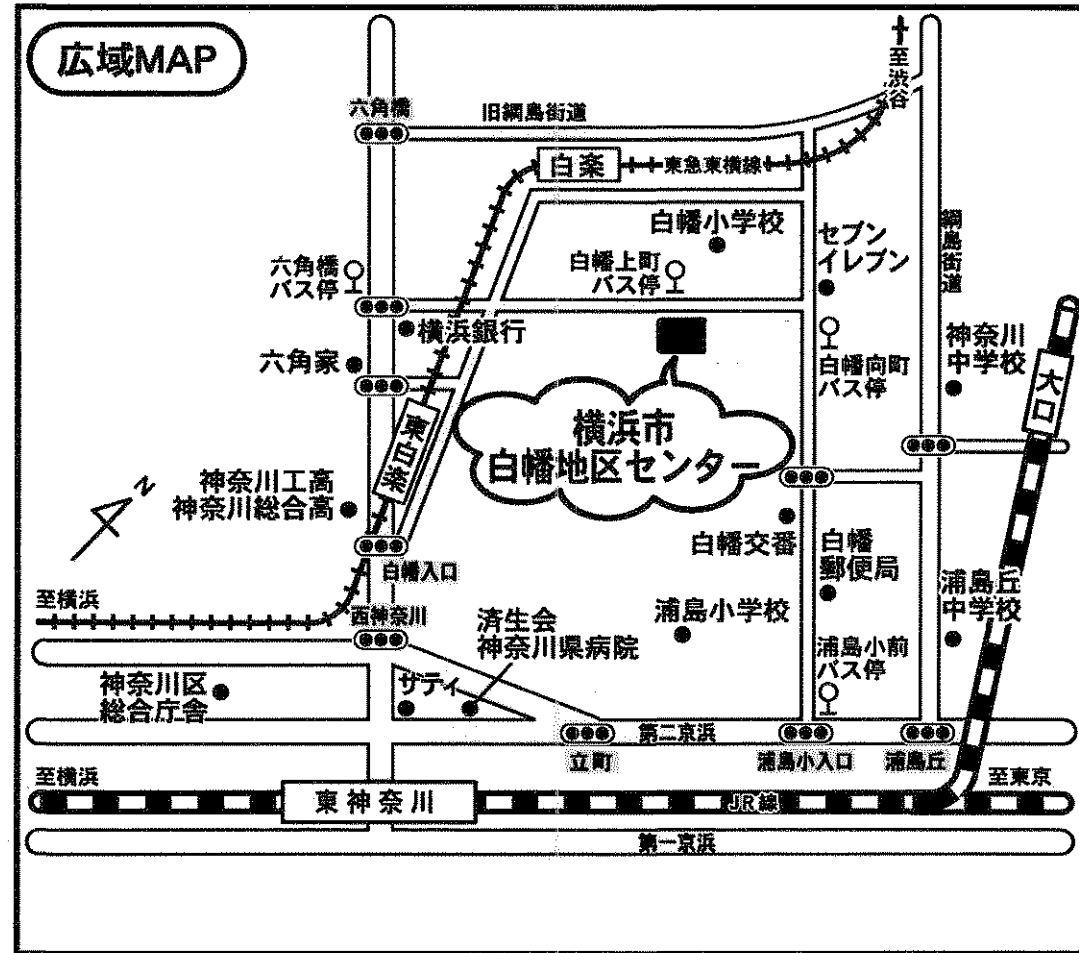 広域MAP
至渋谷
六角橋
旧綱島街道
白楽
東急東横線
白幡小学校
セブン
イレブン
綱島街道
六角橋
バス停
白幡上町
バス停
横浜銀行
六角家
白幡向町
バス停
神奈川
中学校
大口
横浜市
白幡地区センター
東白楽
神奈川工高
神奈川総合高
N
白幡交番
白幡
郵便局
白幡入口
至横浜
西神奈川
済生会
神奈川県病院
浦島小学校
浦島丘
中学校
浦島小前
バス停
神奈川区
総合庁舎
サティ
第二京浜
立町
浦島小入口
浦島丘
至横浜
至東京
東神奈川
JR線
第一京浜